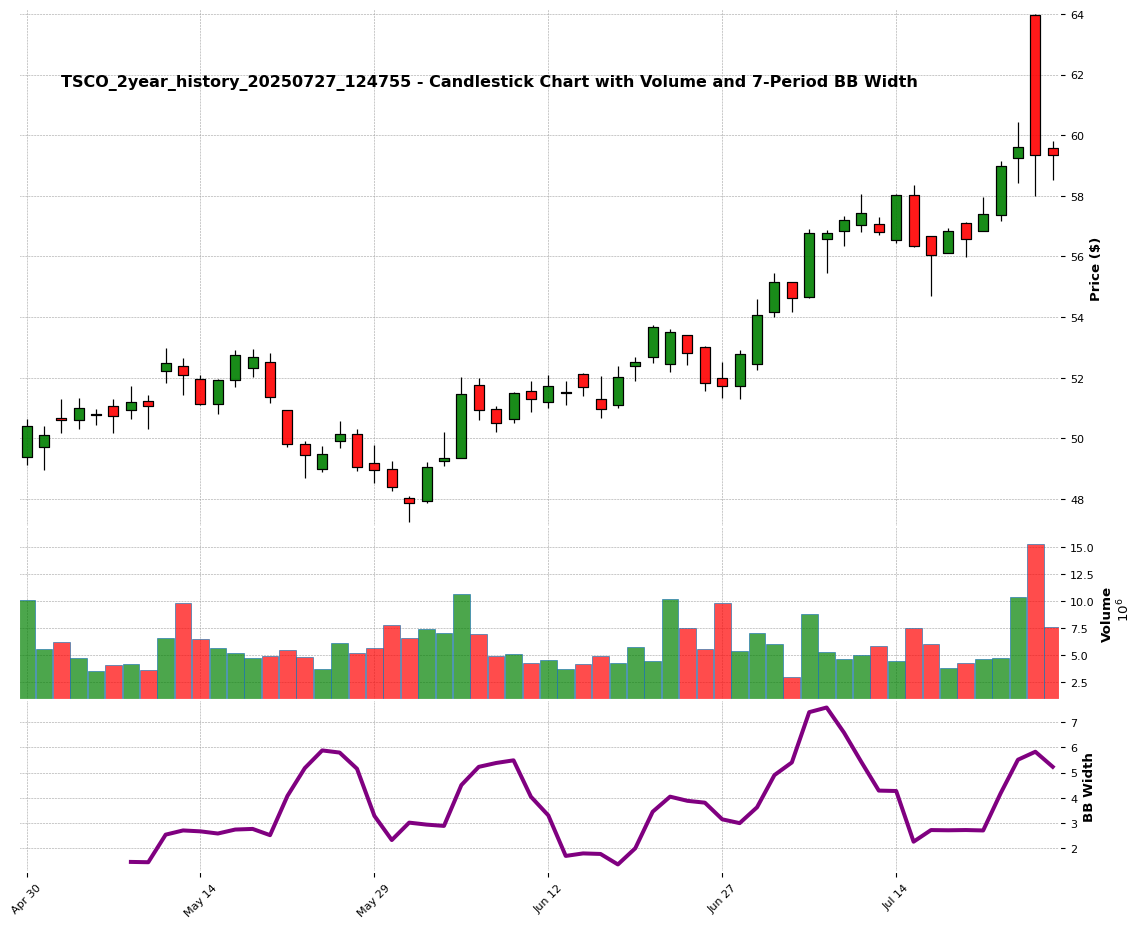 TSCO_2year_history_20250727_124755 - Candlestick Chart with Volume and 7-Period BB Width
64
62
60
58
56
54
52
50
48
Price ($)
15.0
12.5
10.0
7.5
5.0
2.5
Volume
10^6
7
6
5
4
3
2
BB Width
Apr 30
May 14
May 29
Jun 12
Jun 27
Jul 14